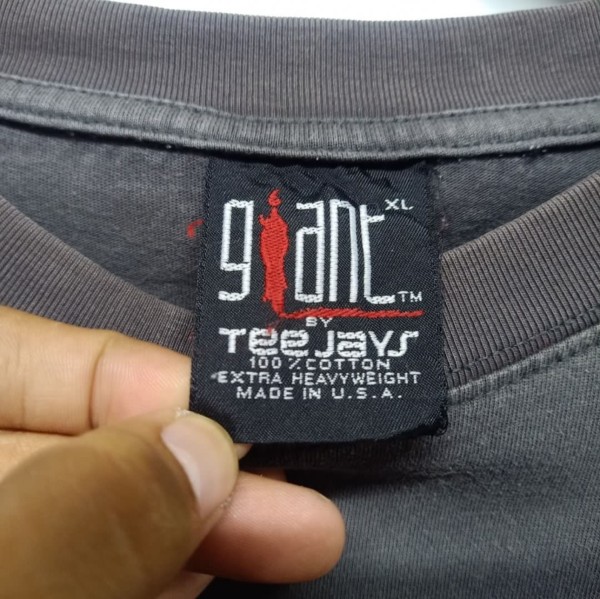 giant XL
TM
BY
Tee Jays
100% COTTON
EXTRA HEAVYWEIGHT
MADE IN U.S.A.